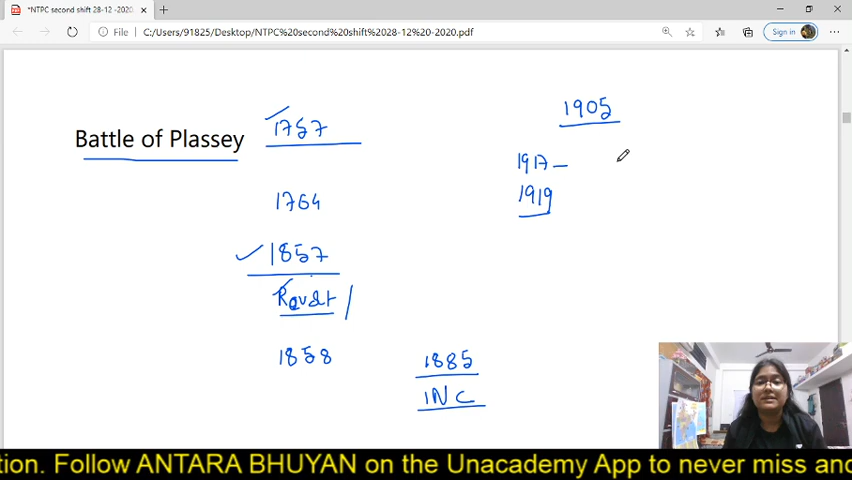 *NTPC second shift 28-12 -2020.
File
C:/Users/91825/Desktop/NTPC%20second%20shift%2028-12%20-2020.pdf
Sign in
Battle of Plassey 1757
1905
1917 -
1919
1764
1857
Revolt /
1858
1885
INC
tion. Follow ANTARA BHUYAN on the Unacademy App to never miss and